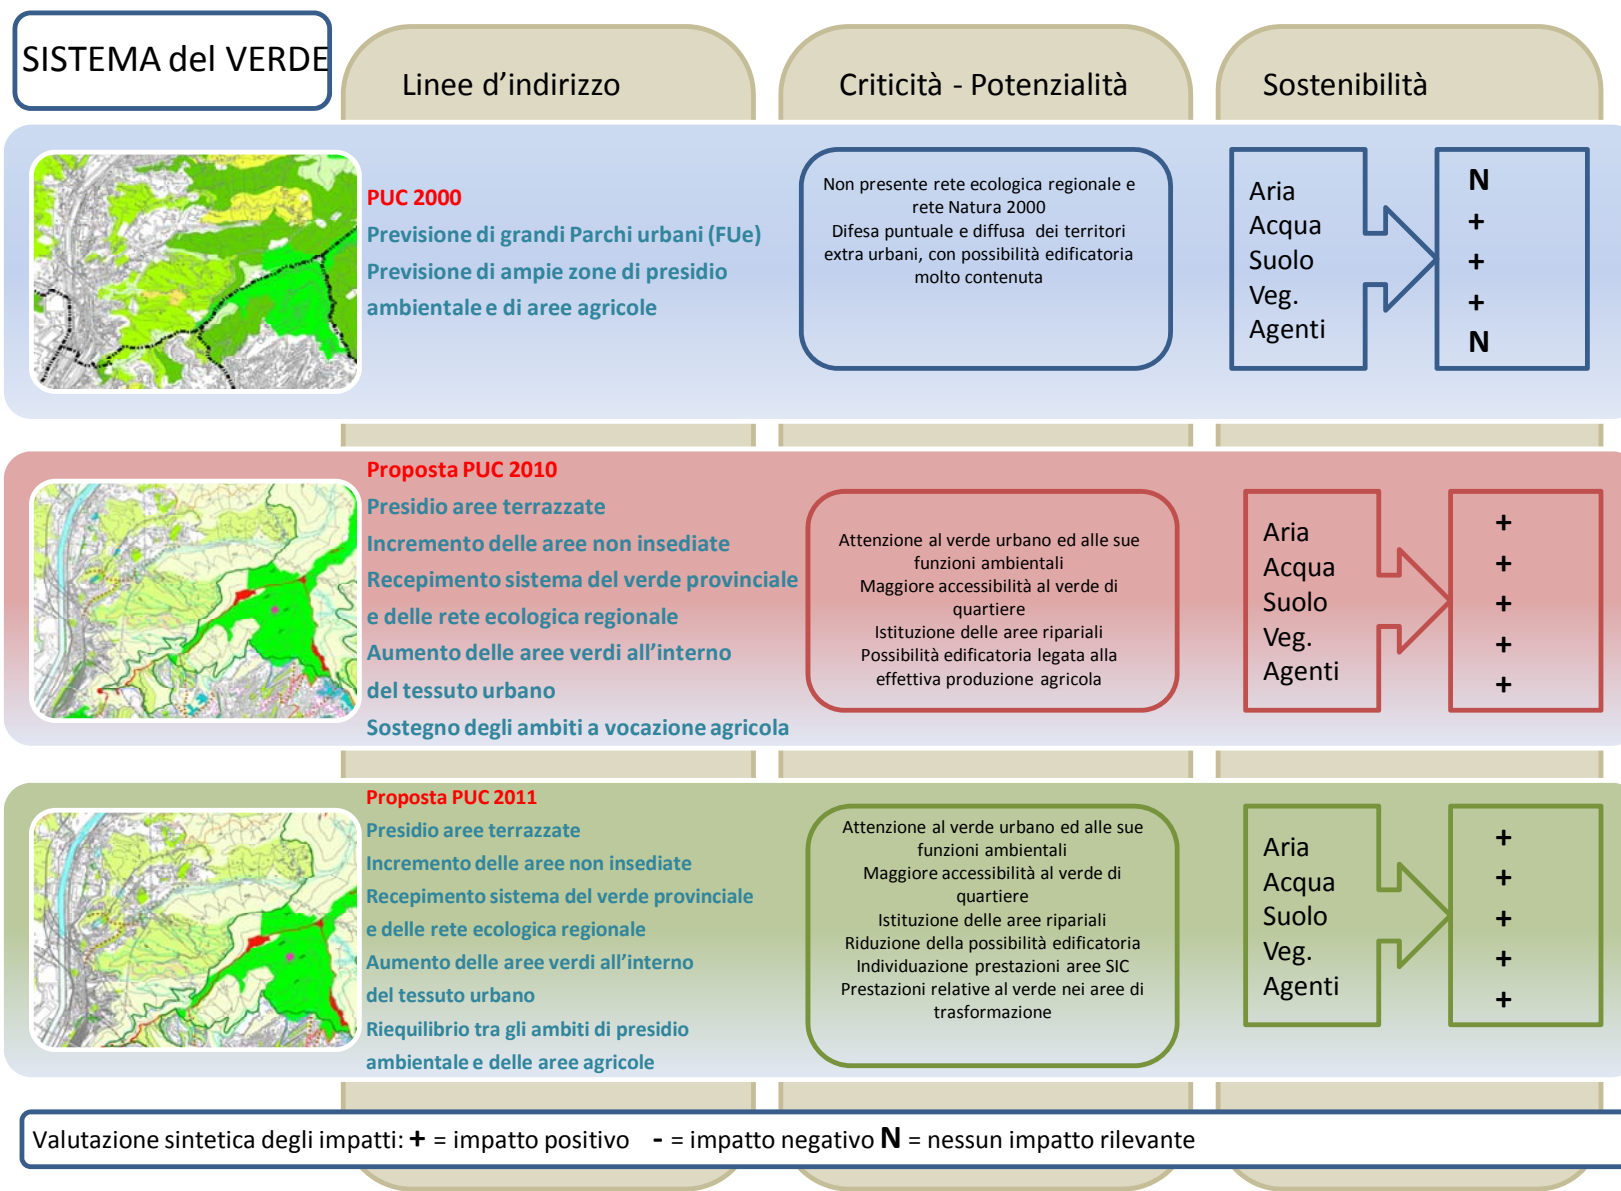 SISTEMA del VERDE
Linee d'indirizzo
Criticità - Potenzialità
Sostenibilità
PUC 2000
Previsione di grandi Parchi urbani (FUe)
Previsione di ampie zone di presidio
ambientale e di aree agricole
Non presente rete ecologica regionale e
rete Natura 2000
Difesa puntuale e diffusa dei territori
extra urbani, con possibilità edificatoria
molto contenuta
Aria
Acqua
Suolo
Veg.
Agenti
N
+
+
+
N
Proposta PUC 2010
Presidio aree terrazzate
Incremento delle aree non insediate
Recepimento sistema del verde provinciale
e delle rete ecologica regionale
Aumento delle aree verdi all'interno
del tessuto urbano
Sostegno degli ambiti a vocazione agricola
Attenzione al verde urbano ed alle sue
funzioni ambientali
Maggiore accessibilità al verde di
quartiere
Istituzione delle aree ripariali
Possibilità edificatoria legata alla
effettiva produzione agricola
Aria
Acqua
Suolo
Veg.
Agenti
+
+
+
+
+
Proposta PUC 2011
Presidio aree terrazzate
Incremento delle aree non insediate
Recepimento sistema del verde provinciale
e delle rete ecologica regionale
Aumento delle aree verdi all'interno
del tessuto urbano
Riequilibrio tra gli ambiti di presidio
ambientale e delle aree agricole
Attenzione al verde urbano ed alle sue
funzioni ambientali
Maggiore accessibilità al verde di
quartiere
Istituzione delle aree ripariali
Riduzione della possibilità edificatoria
Individuazione prestazioni aree SIC
Prestazioni relative al verde nei aree di
trasformazione
Aria
Acqua
Suolo
Veg.
Agenti
+
+
+
+
+
Valutazione sintetica degli impatti: + = impatto positivo - = impatto negativo N = nessun impatto rilevante